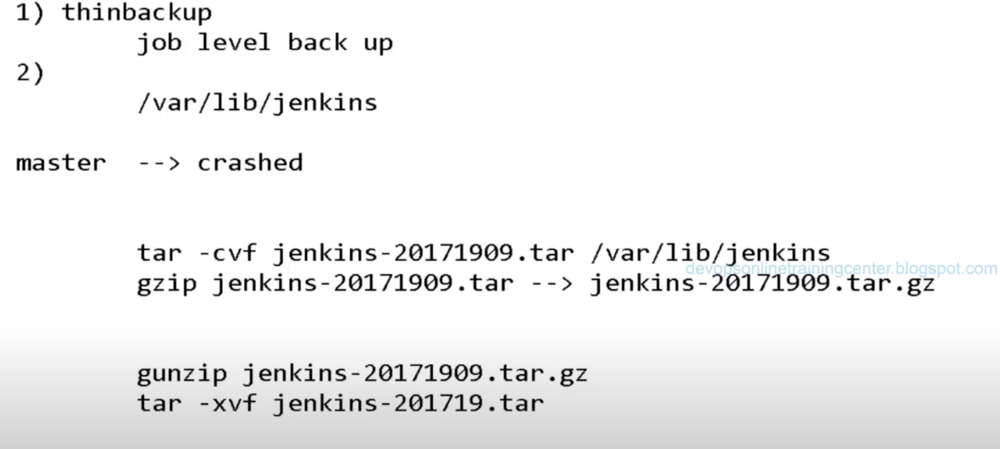 1) thinbackup
job level back up
2)
/var/lib/jenkins
master --> crashed
tar -cvf jenkins-20171909.tar /var/lib/jenkins
devopsonlinetrainingcenter.blogspot.com
gzip jenkins-20171909.tar --> jenkins-20171909.tar.gz
gunzip jenkins-20171909.tar.gz
tar -xvf jenkins-201719.tar